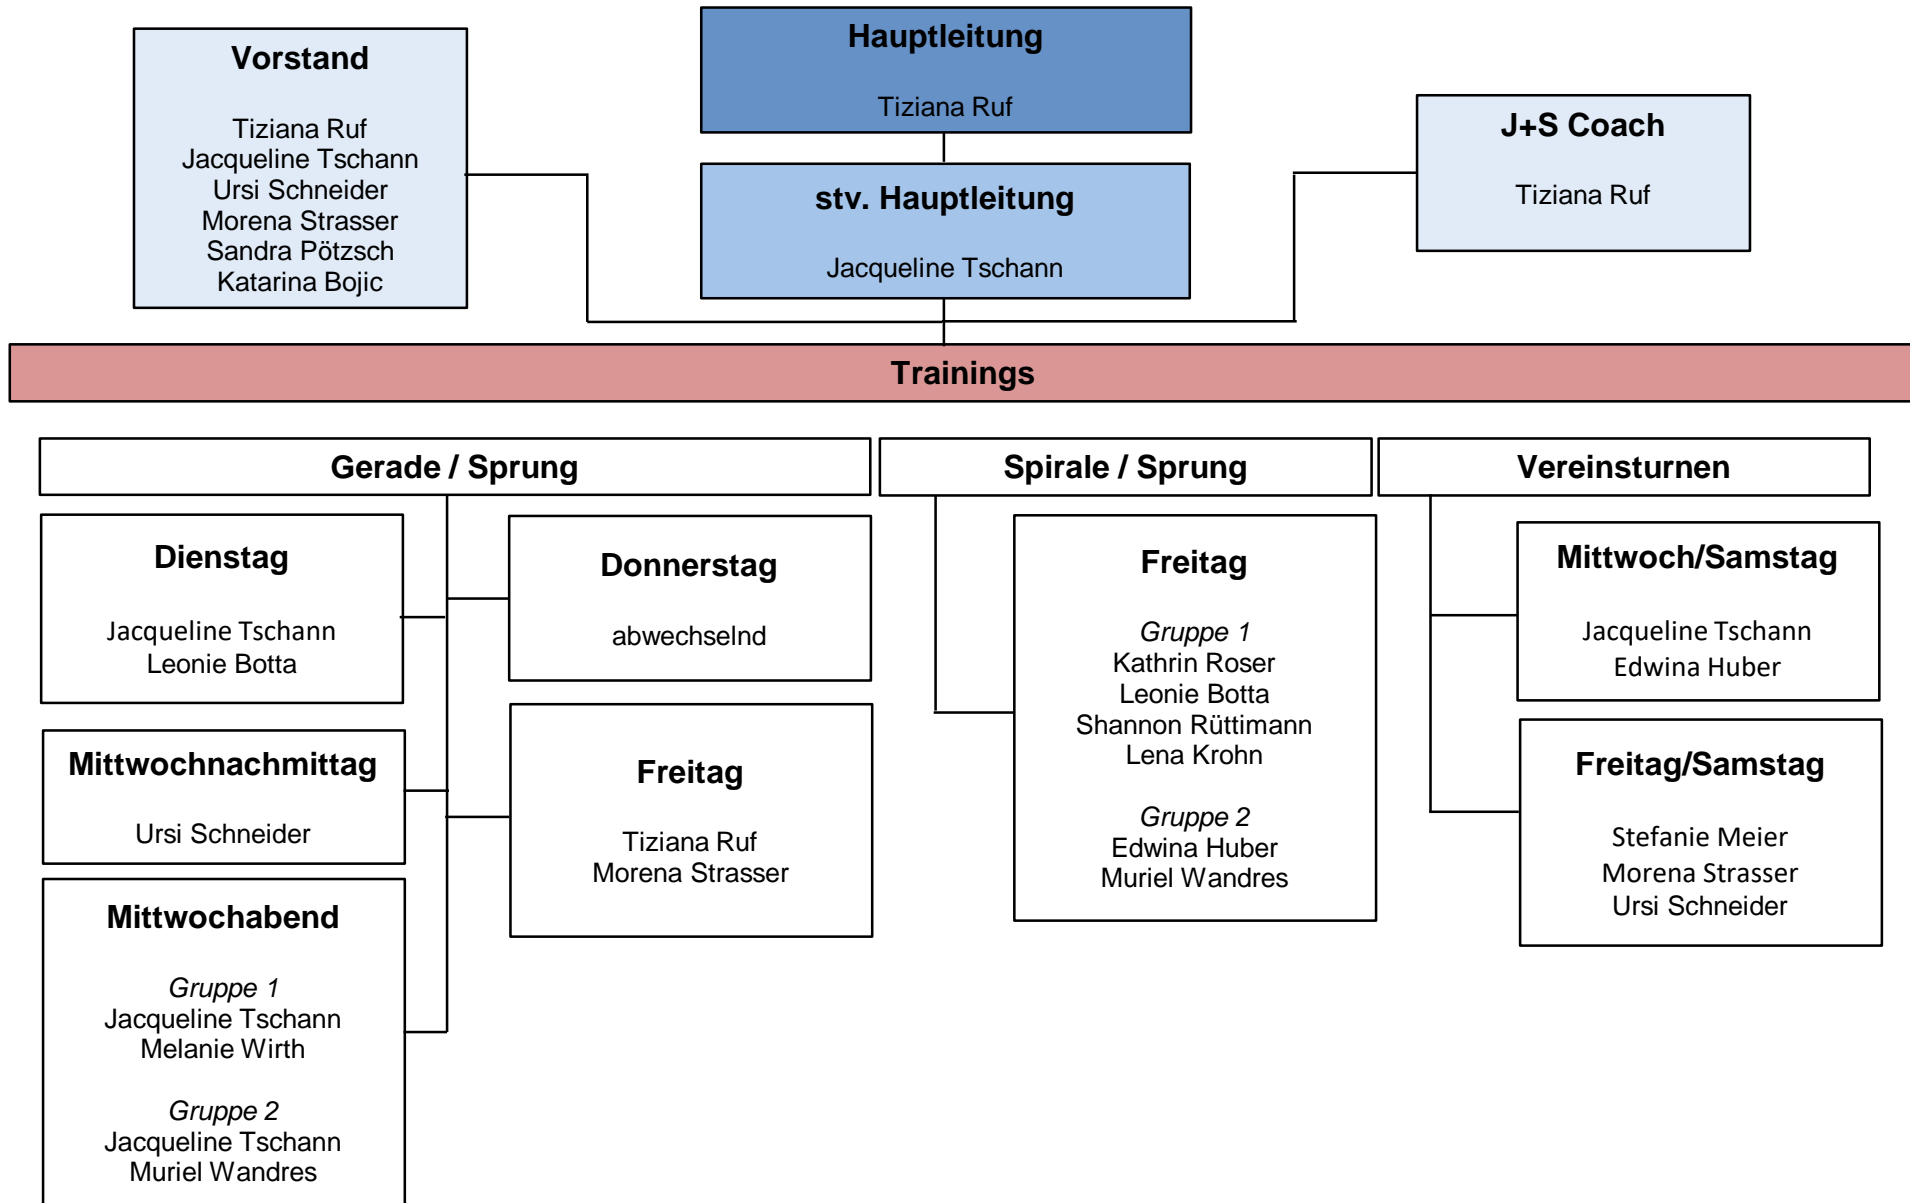 Vorstand
Tiziana Ruf
Jacqueline Tschann
Ursi Schneider
Morena Strasser
Sandra Pötzsch
Katarina Bojic
Hauptleitung
Tiziana Ruf
stv. Hauptleitung
Jacqueline Tschann
J+S Coach
Tiziana Ruf
Trainings
Gerade / Sprung
Dienstag
Jacqueline Tschann
Leonie Botta
Mittwochnachmittag
Ursi Schneider
Mittwochabend
Gruppe 1
Jacqueline Tschann
Melanie Wirth
Gruppe 2
Jacqueline Tschann
Muriel Wandres
Donnerstag
abwechselnd
Freitag
Tiziana Ruf
Morena Strasser
Spirale / Sprung
Freitag
Gruppe 1
Kathrin Roser
Leonie Botta
Shannon Rüttimann
Lena Krohn
Gruppe 2
Edwina Huber
Muriel Wandres
Vereinsturnen
Mittwoch/Samstag
Jacqueline Tschann
Edwina Huber
Freitag/Samstag
Stefanie Meier
Morena Strasser
Ursi Schneider